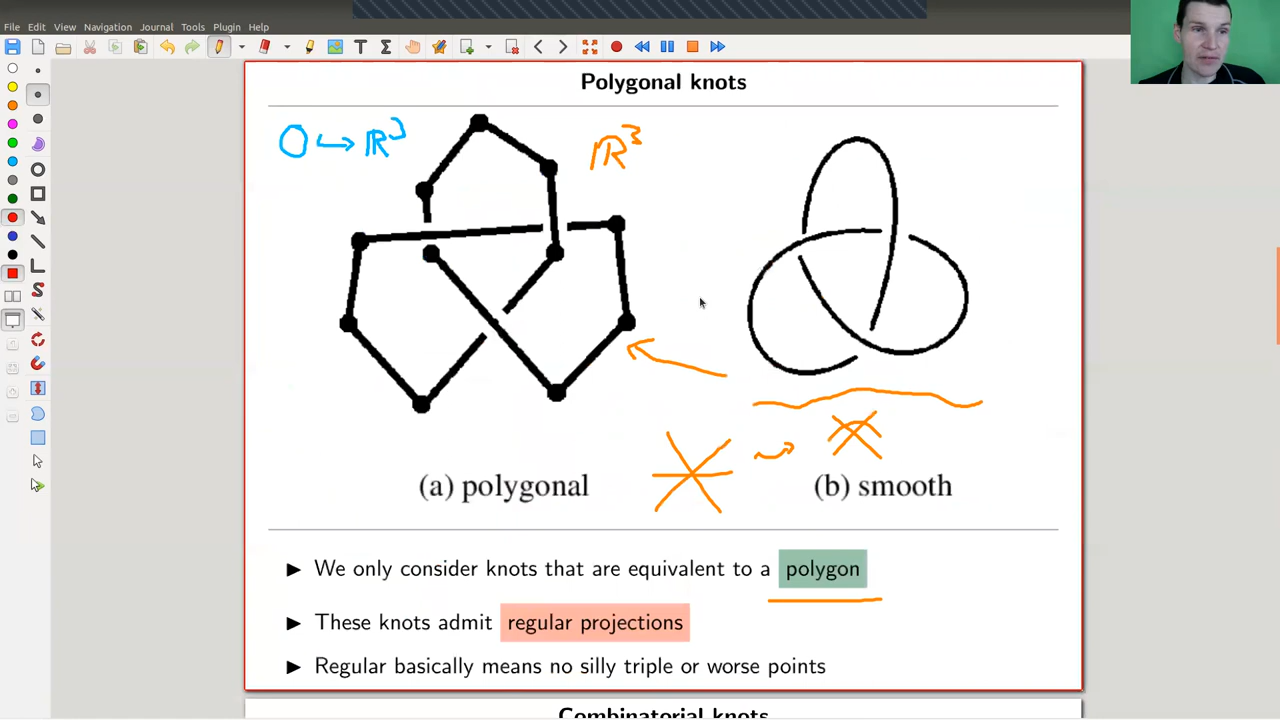 File Edit View Navigation Journal Tools Plugin Help
Polygonal knots
O ↪ ℝ³
ℝ³
(a) polygonal
(b) smooth
► We only consider knots that are equivalent to a polygon
► These knots admit regular projections
► Regular basically means no silly triple or worse points
Combinatorial knots